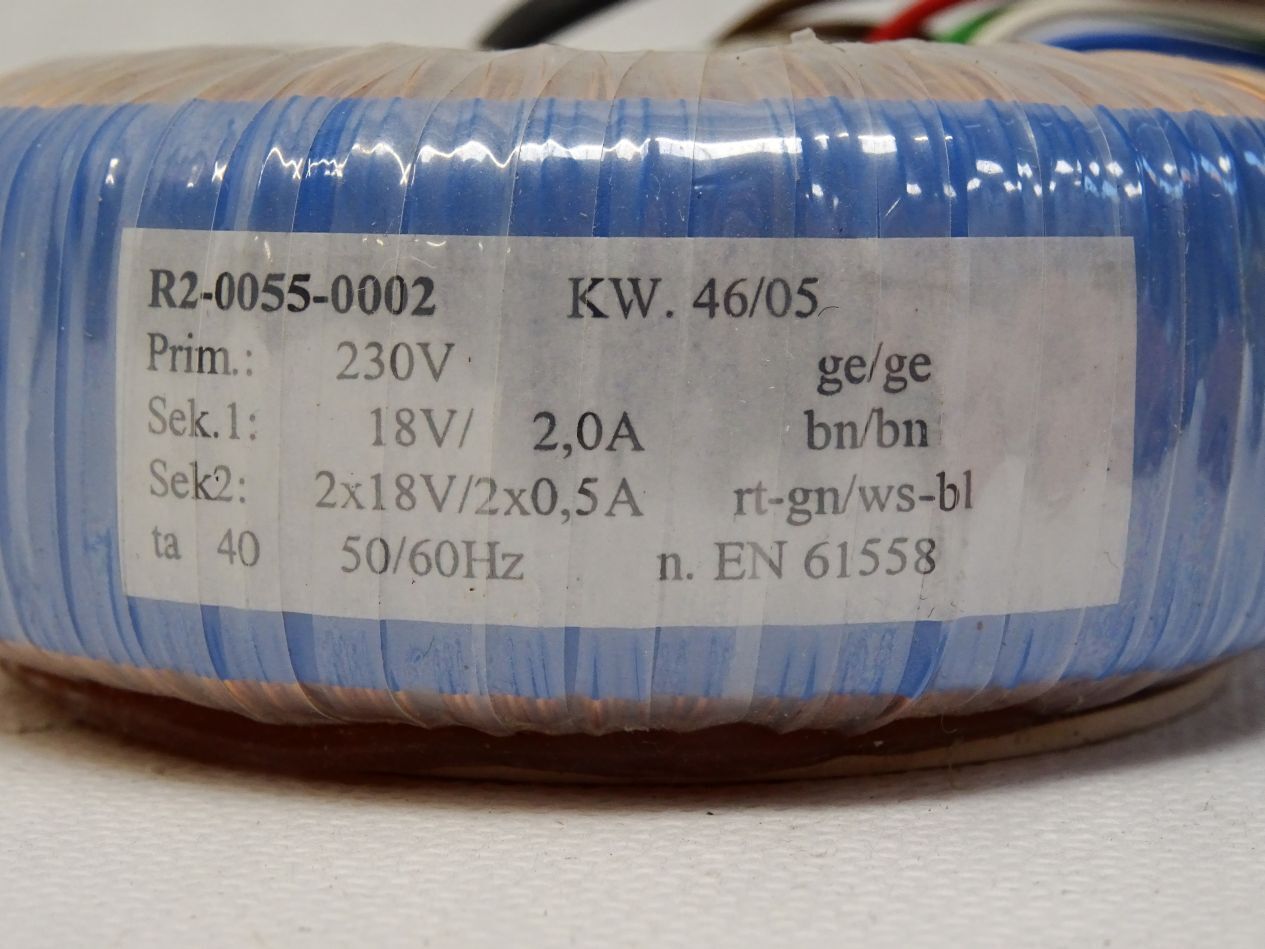 R2-0055-0002 KW. 46/05
Prim.: 230V ge/ge
Sek.1: 18V/ 2,0A bn/bn
Sek2: 2x18V/2x0,5A rt-gn/ws-bl
ta 40 50/60Hz n. EN 61558